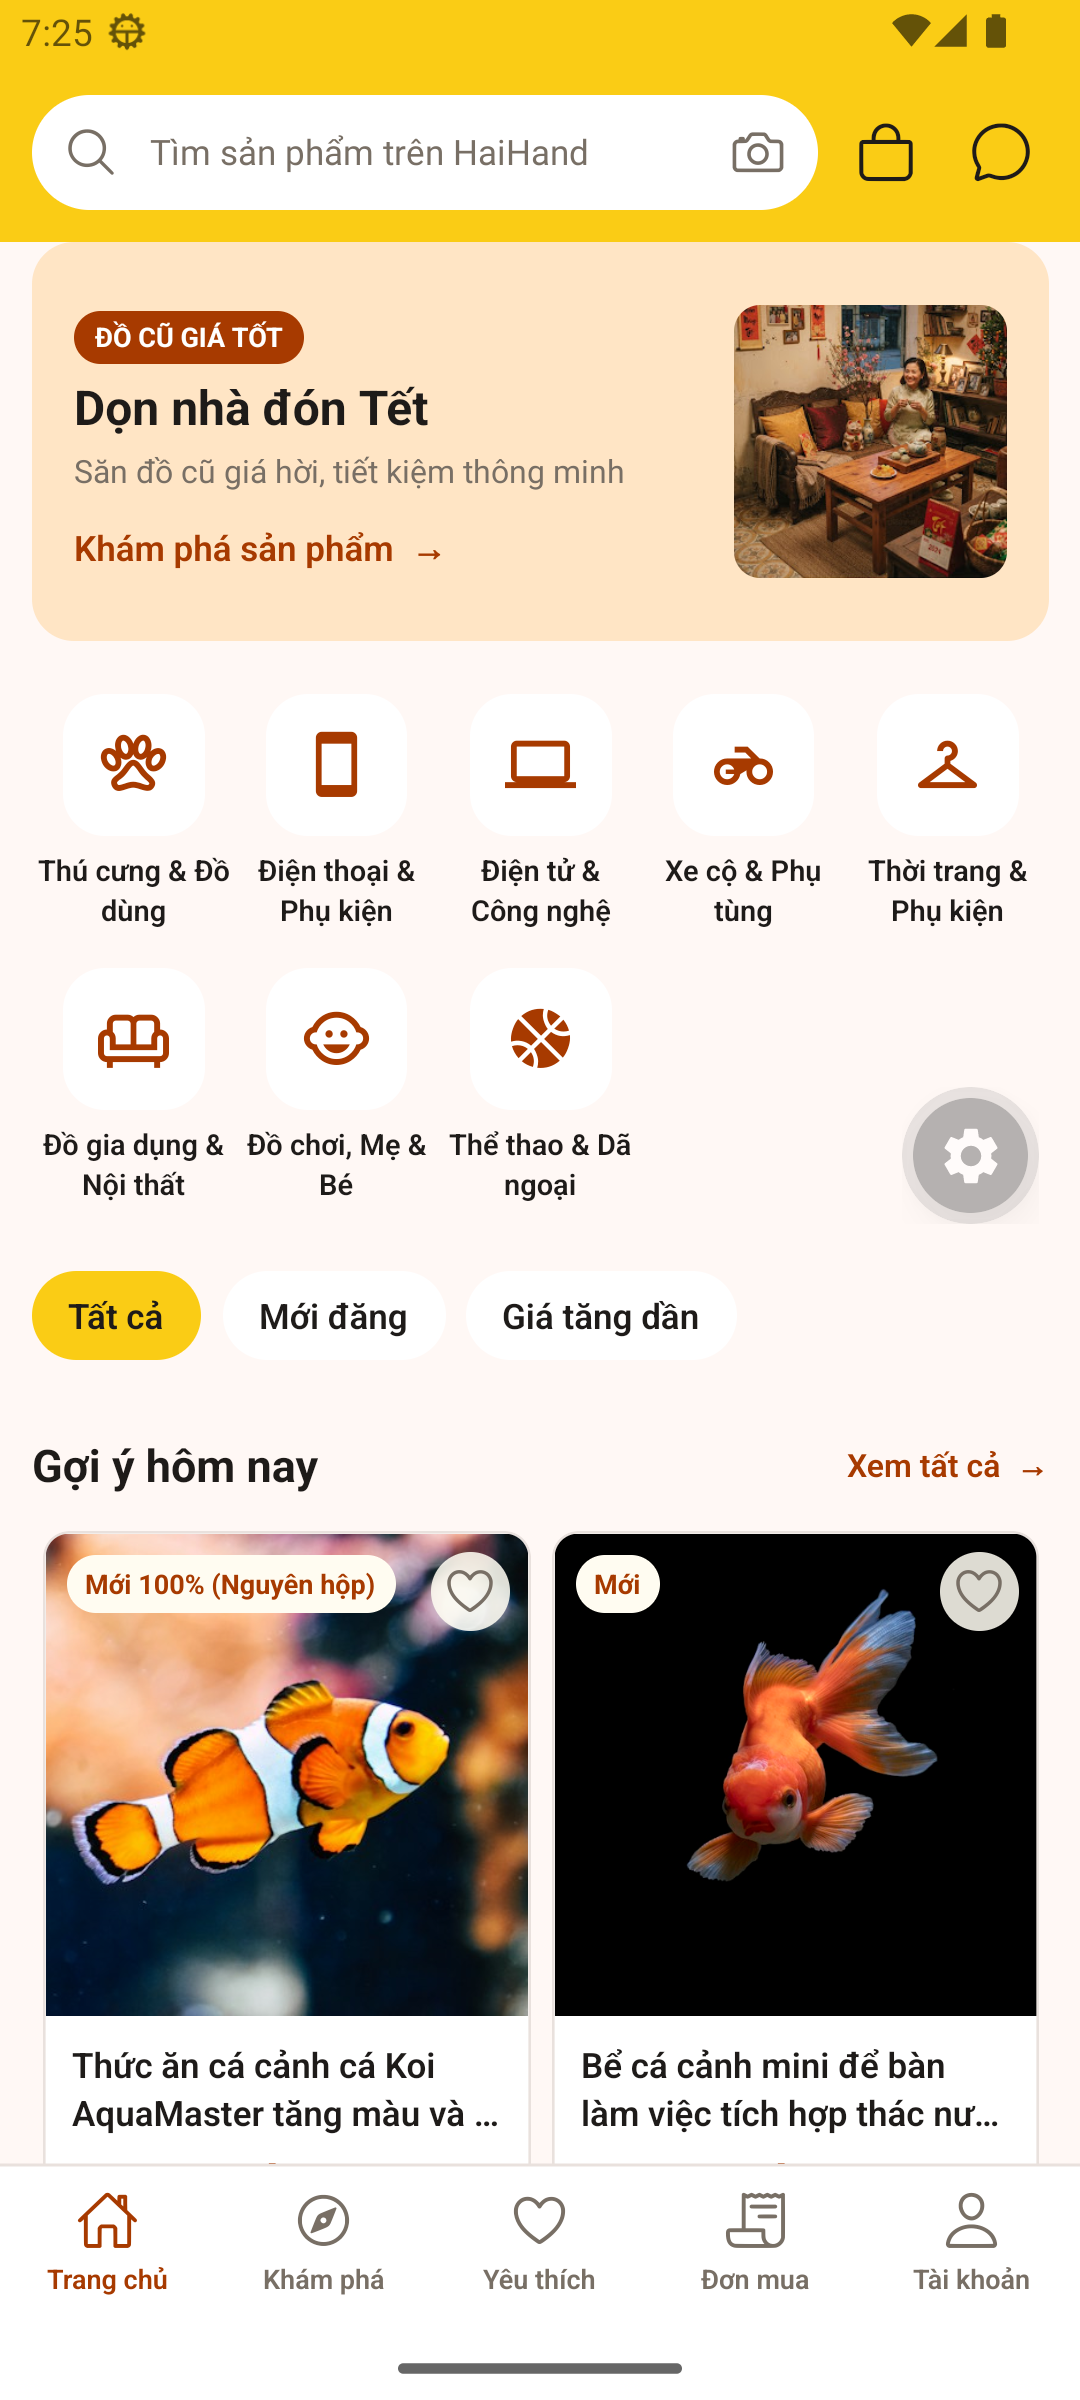 7:25
Tìm sản phẩm trên HaiHand
ĐỒ CŨ GIÁ TỐT
Dọn nhà đón Tết
Săn đồ cũ giá hời, tiết kiệm thông minh
Khám phá sản phẩm →
Thú cưng & Đồ
dùng
Điện thoại &
Phụ kiện
Điện tử &
Công nghệ
Xe cộ & Phụ
tùng
Thời trang &
Phụ kiện
Đồ gia dụng &
Nội thất
Đồ chơi, Mẹ &
Bé
Thể thao & Dã
ngoại
Tất cả
Mới đăng
Giá tăng dần
Gợi ý hôm nay
Xem tất cả →
Mới 100% (Nguyên hộp)
Mới
Thức ăn cá cảnh cá Koi
AquaMaster tăng màu và ...
Bể cá cảnh mini để bàn
làm việc tích hợp thác nư...
Trang chủ
Khám phá
Yêu thích
Đơn mua
Tài khoản